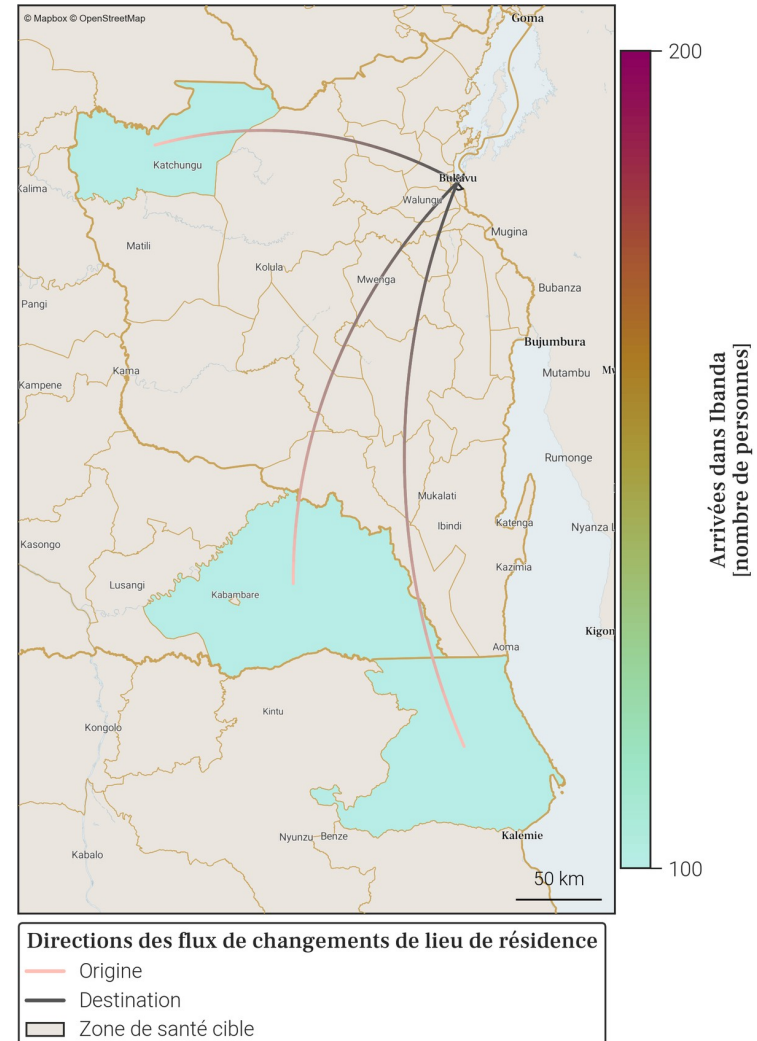 © Mapbox © OpenStreetMap
Goma
Katchungu
Bukavu
Kalima
Walungu
Mugina
Matili
Kolula
Mwenga
Bubanza
Pangi
Bujumbura
Kama
Mutambu
Kampene
Rumonge
Mukalati
Ibindi
Katenga
Nyanza L
Kasongo
Kazimia
Lusangi
Kabambare
Kigon
Aoma
Kintu
Kongolo
Nyunzu
Benze
Kalemie
Kabalo
50 km
200
100
Arrivées dans Ibanda
[nombre de personnes]
Directions des flux de changements de lieu de résidence
Origine
Destination
Zone de santé cible